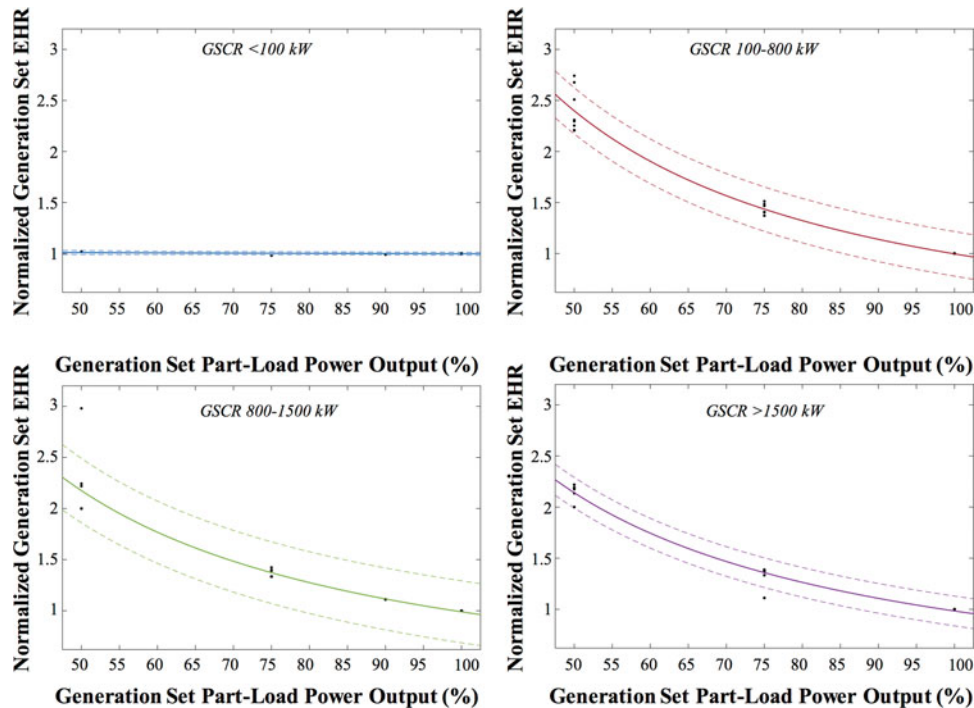 GSCR <100 kW
Normalized Generation Set EHR
3
2.5
2
1.5
1
50 55 60 65 70 75 80 85 90 95 100
Generation Set Part-Load Power Output (%)
GSCR 100-800 kW
Normalized Generation Set EHR
3
2.5
2
1.5
1
50 55 60 65 70 75 80 85 90 95 100
Generation Set Part-Load Power Output (%)
GSCR 800-1500 kW
Normalized Generation Set EHR
3
2.5
2
1.5
1
50 55 60 65 70 75 80 85 90 95 100
Generation Set Part-Load Power Output (%)
GSCR >1500 kW
Normalized Generation Set EHR
3
2.5
2
1.5
1
50 55 60 65 70 75 80 85 90 95 100
Generation Set Part-Load Power Output (%)